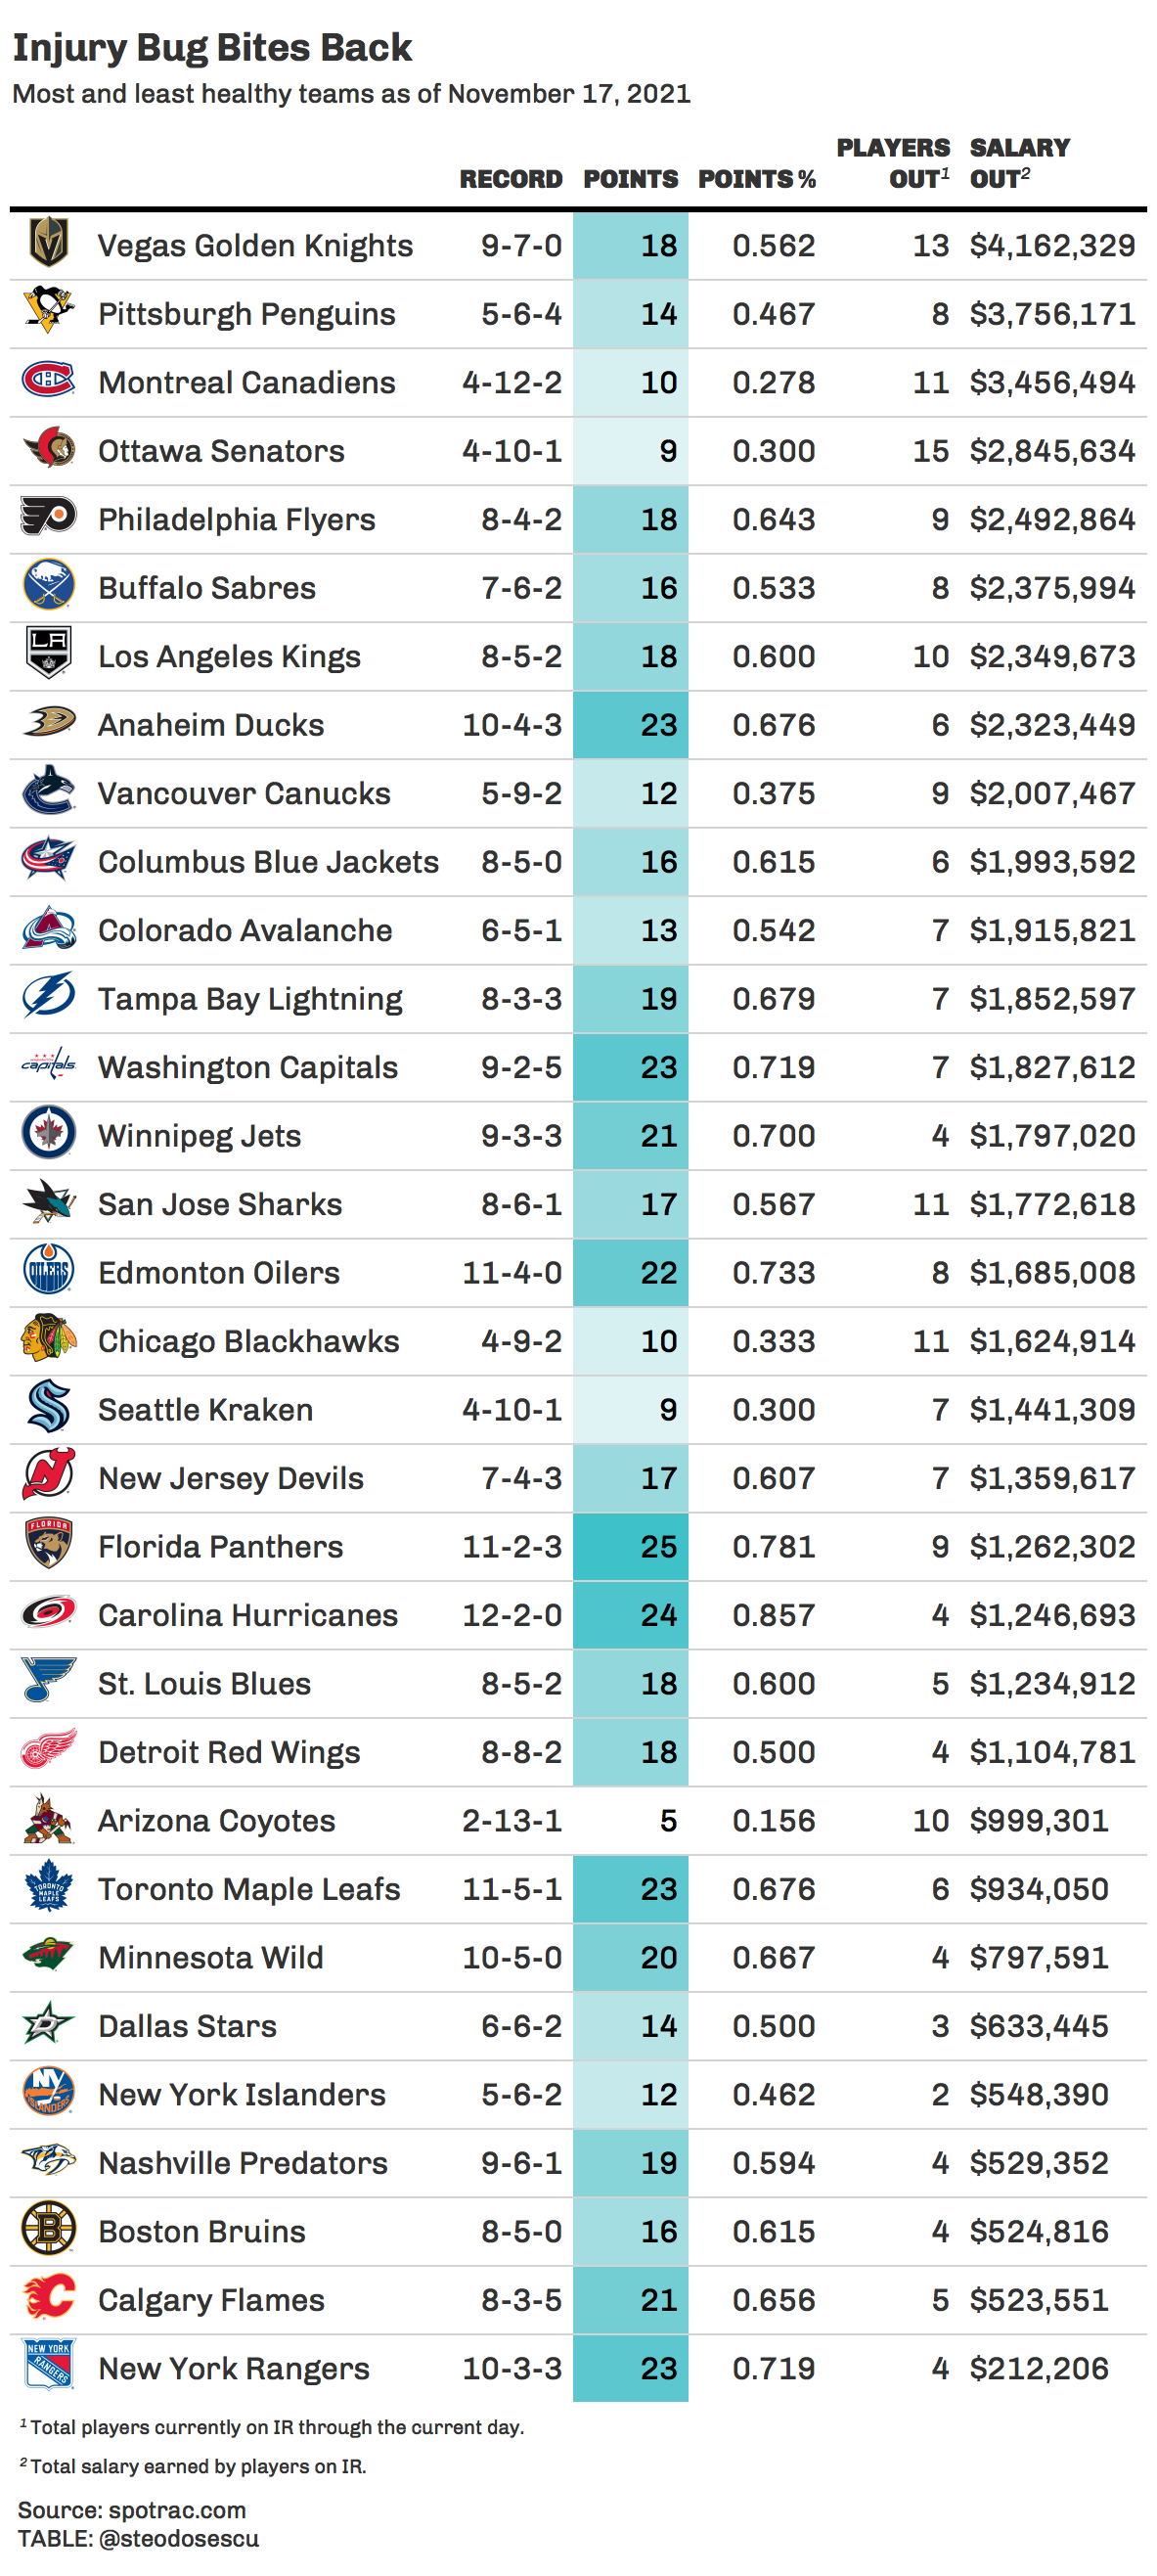 Injury Bug Bites Back
Most and least healthy teams as of November 17, 2021
PLAYERS SALARY
RECORD POINTS POINTS % OUT¹ OUT²
Vegas Golden Knights 9-7-0 18 0.562 13 $4,162,329
Pittsburgh Penguins 5-6-4 14 0.467 8 $3,756,171
Montreal Canadiens 4-12-2 10 0.278 11 $3,456,494
Ottawa Senators 4-10-1 9 0.300 15 $2,845,634
Philadelphia Flyers 8-4-2 18 0.643 9 $2,492,864
Buffalo Sabres 7-6-2 16 0.533 8 $2,375,994
LA
Los Angeles Kings 8-5-2 18 0.600 10 $2,349,673
Anaheim Ducks 10-4-3 23 0.676 6 $2,323,449
Vancouver Canucks 5-9-2 12 0.375 9 $2,007,467
Columbus Blue Jackets 8-5-0 16 0.615 6 $1,993,592
Colorado Avalanche 6-5-1 13 0.542 7 $1,915,821
Tampa Bay Lightning 8-3-3 19 0.679 7 $1,852,597
capitals Washington Capitals 9-2-5 23 0.719 7 $1,827,612
Winnipeg Jets 9-3-3 21 0.700 4 $1,797,020
San Jose Sharks 8-6-1 17 0.567 11 $1,772,618
OILERS Edmonton Oilers 11-4-0 22 0.733 8 $1,685,008
Chicago Blackhawks 4-9-2 10 0.333 11 $1,624,914
Seattle Kraken 4-10-1 9 0.300 7 $1,441,309
New Jersey Devils 7-4-3 17 0.607 7 $1,359,617
FLORIDA
Florida Panthers 11-2-3 25 0.781 9 $1,262,302
Carolina Hurricanes 12-2-0 24 0.857 4 $1,246,693
St. Louis Blues 8-5-2 18 0.600 5 $1,234,912
Detroit Red Wings 8-8-2 18 0.500 4 $1,104,781
Arizona Coyotes 2-13-1 5 0.156 10 $999,301
TORONTO
MAPLE
LEAFS
Toronto Maple Leafs 11-5-1 23 0.676 6 $934,050
Minnesota Wild 10-5-0 20 0.667 4 $797,591
D
Dallas Stars 6-6-2 14 0.500 3 $633,445
NY
ISLANDERS
New York Islanders 5-6-2 12 0.462 2 $548,390
Nashville Predators 9-6-1 19 0.594 4 $529,352
B Boston Bruins 8-5-0 16 0.615 4 $524,816
C Calgary Flames 8-3-5 21 0.656 5 $523,551
NEW YORK
RANGERS
New York Rangers 10-3-3 23 0.719 4 $212,206
¹ Total players currently on IR through the current day.
² Total salary earned by players on IR.
Source: spotrac.com
TABLE: @steodosescu